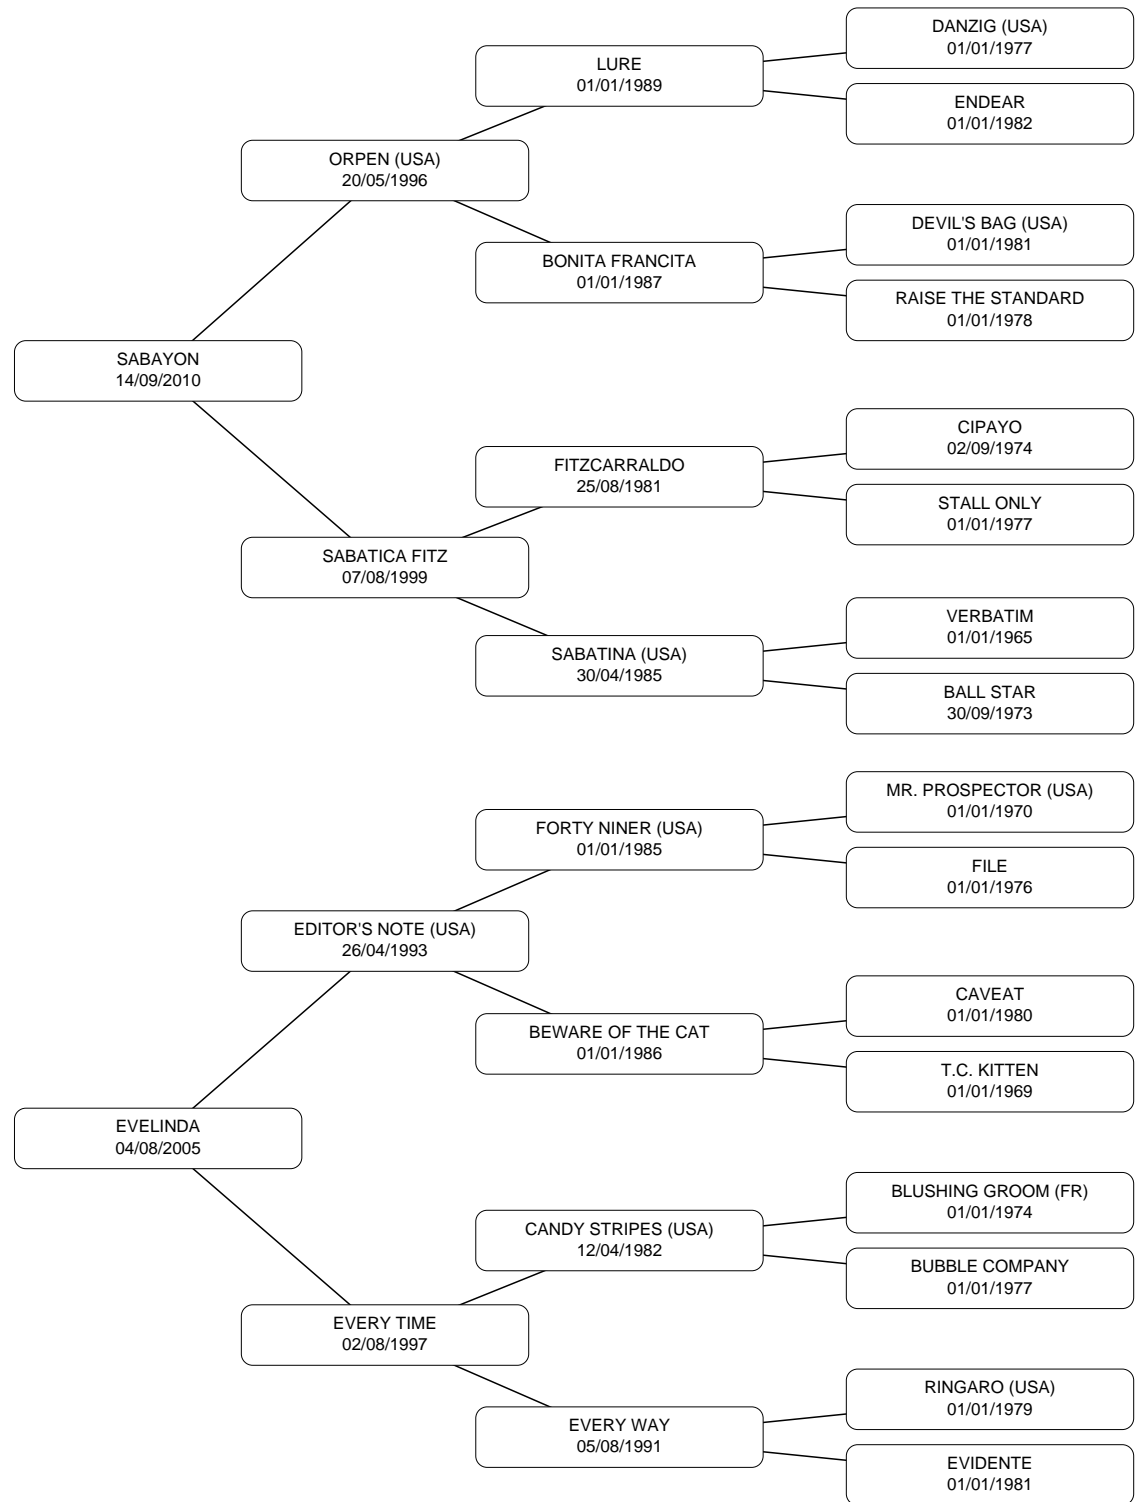 DANZIG (USA)
01/01/1977
LURE
01/01/1989
ENDEAR
01/01/1982
ORPEN (USA)
20/05/1996
DEVIL'S BAG (USA)
01/01/1981
BONITA FRANCITA
01/01/1987
RAISE THE STANDARD
01/01/1978
SABAYON
14/09/2010
CIPAYO
02/09/1974
FITZCARRALDO
25/08/1981
STALL ONLY
01/01/1977
SABATICA FITZ
07/08/1999
VERBATIM
01/01/1965
SABATINA (USA)
30/04/1985
BALL STAR
30/09/1973
MR. PROSPECTOR (USA)
01/01/1970
FORTY NINER (USA)
01/01/1985
FILE
01/01/1976
EDITOR'S NOTE (USA)
26/04/1993
CAVEAT
01/01/1980
BEWARE OF THE CAT
01/01/1986
T.C. KITTEN
01/01/1969
EVELINDA
04/08/2005
BLUSHING GROOM (FR)
01/01/1974
CANDY STRIPES (USA)
12/04/1982
BUBBLE COMPANY
01/01/1977
EVERY TIME
02/08/1997
RINGARO (USA)
01/01/1979
EVERY WAY
05/08/1991
EVIDENTE
01/01/1981